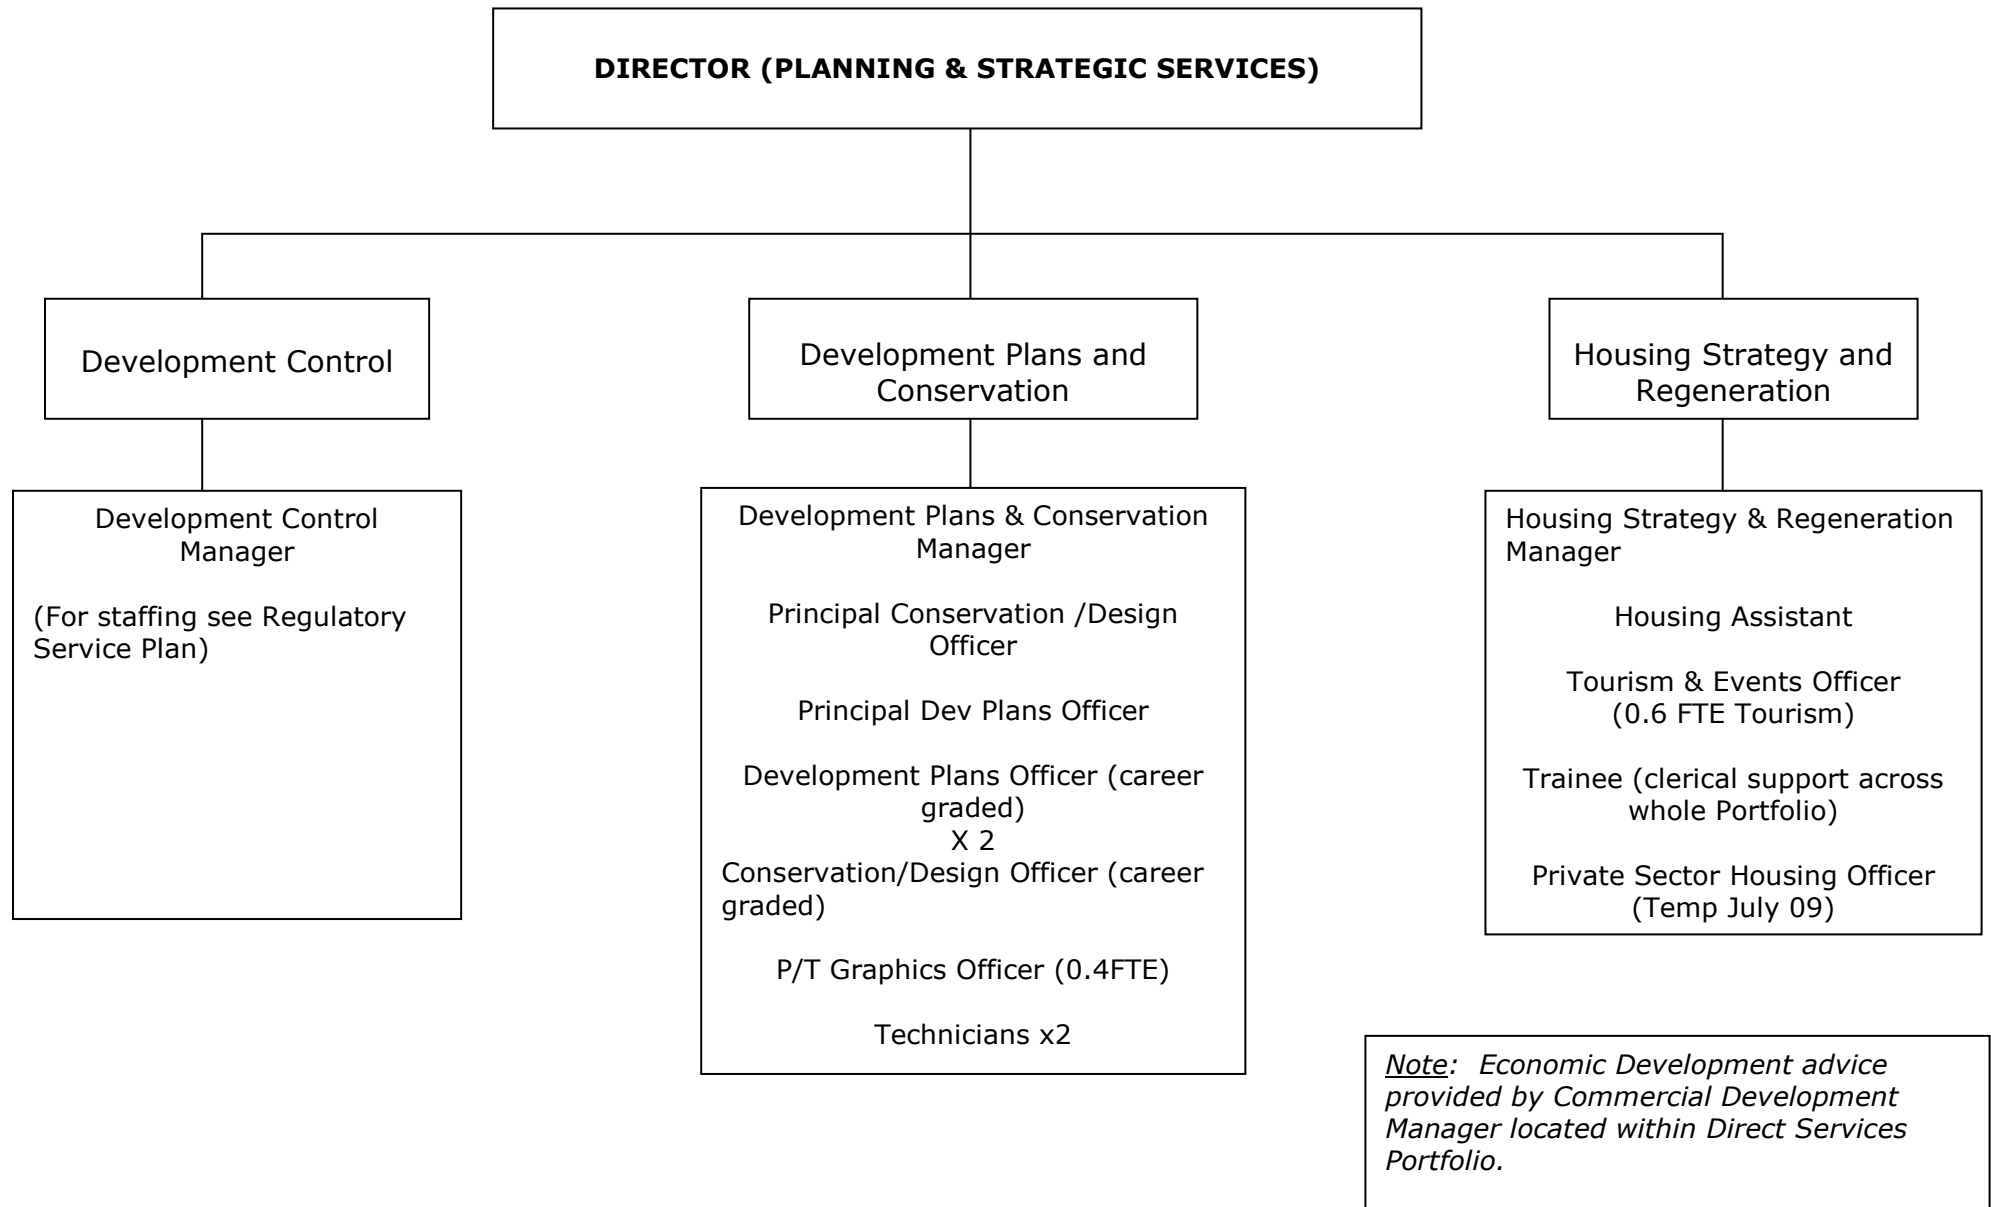 DIRECTOR (PLANNING & STRATEGIC SERVICES)
Development Control
Development Plans and
Conservation
Housing Strategy and
Regeneration
Development Control
Manager
(For staffing see Regulatory
Service Plan)
Development Plans & Conservation
Manager
Principal Conservation /Design
Officer
Principal Dev Plans Officer
Development Plans Officer (career
graded)
X 2
Conservation/Design Officer (career
graded)
P/T Graphics Officer (0.4FTE)
Technicians x2
Housing Strategy & Regeneration
Manager
Housing Assistant
Tourism & Events Officer
(0.6 FTE Tourism)
Trainee (clerical support across
whole Portfolio)
Private Sector Housing Officer
(Temp July 09)
Note: Economic Development advice
provided by Commercial Development
Manager located within Direct Services
Portfolio.